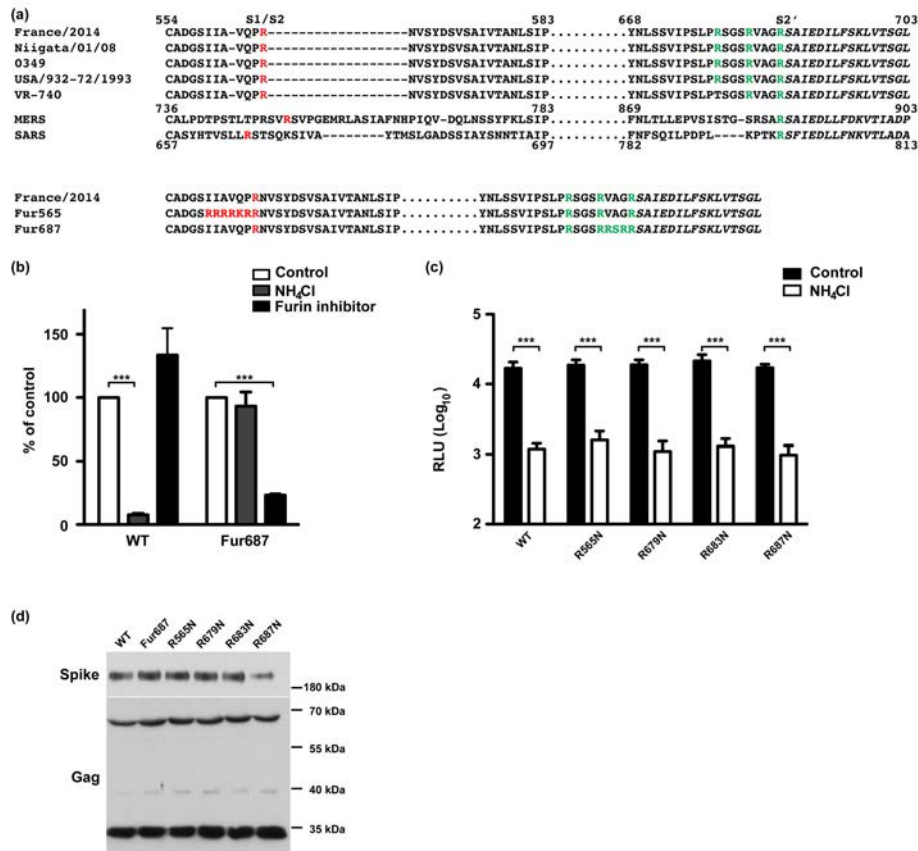 (a)
554 S1/S2 583 668 S2' 703
France/2014 CADGSIIA-VQPR--------------------NVSYDSVSAIVTANLSIP..........YNLSSVIPSLPRSGSRVAGRSAIEDILFSKLVTSGL
Niigata/01/08 CADGSIIA-VQPR--------------------NVSYDSVSAIVTANLSIP..........YNLSSVIPSLPRSGSRVAGRSAIEDILFSKLVTSGL
0349 CADGSIIA-VQPR--------------------NVSYDSVSAIVTANLSIP..........YNLSSVIPSLPRSGSRVAGRSAIEDILFSKLVTSGL
USA/932-72/1993 CADGSIIA-VQPR--------------------NVSYDSVSAIVTANLSIP..........YNLSSVIPSLPRSGSRVAGRSAIEDILFSKLVTSGL
VR-740 CADGSIIA-VQPR--------------------NVSYDSVSAIVTANLSIP..........YNLSSVIPSLPTSGSRVAGRSAIEDILFSKLVTSGL
736 783 869 903
MERS CALPDTPSTLTPRSVRSVPGEMRLASIAFNHPIQV-DQLNSSYFKLSIP..........FNLTLLEPVSISTG-SRSARSAIEDLLFDKVTIADP
SARS CASYHTVSLLRSTSQKSIVA----YTMSLGADSSIAYSNNTIAIP..........NFSQILPDPL----KPTKRSFIEDLLFNKVTLADA
657 697 782 813
France/2014 CADGSIIAVQPRNVSYDSVSAIVTANLSIP..........YNLSSVIPSLPRSGSRVAGRSAIEDILFSKLVTSGL
Fur565 CADGSRRRRKRRNVSYDSVSAIVTANLSIP..........YNLSSVIPSLPRSGSRVAGRSAIEDILFSKLVTSGL
Fur687 CADGSIIAVQPRNVSYDSVSAIVTANLSIP..........YNLSSVIPSLPRSGSRRSRRSAIEDILFSKLVTSGL
(b)
Control
NH4Cl
Furin inhibitor
% of control
150
100
50
0
***
***
WT Fur687
(c)
Control
NH4Cl
RLU (Log10)
5
4
3
2
*** *** *** *** ***
WT R565N R679N R683N R687N
(d)
WT Fur687 R565N R679N R683N R687N
Spike
180 kDa
70 kDa
55 kDa
Gag
40 kDa
35 kDa